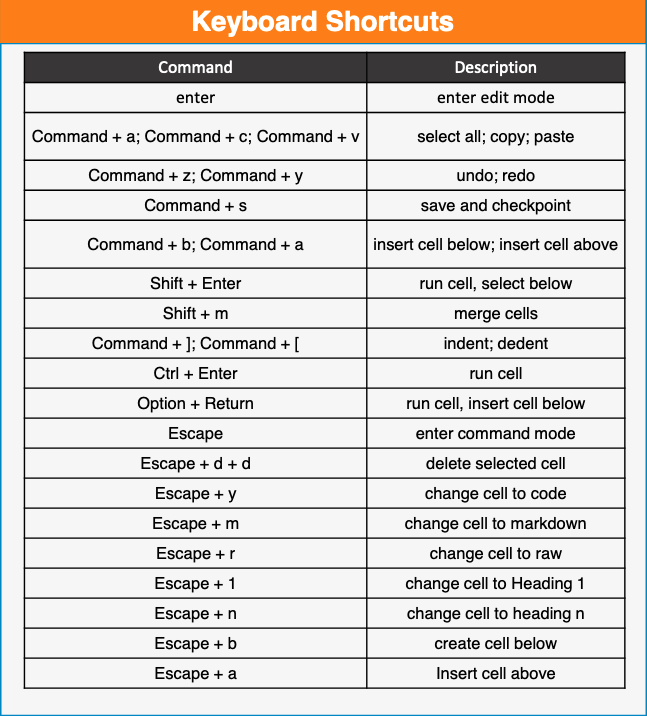 Keyboard Shortcuts
Command Description
enter enter edit mode
Command + a; Command + c; Command + v select all; copy; paste
Command + z; Command + y undo; redo
Command + s save and checkpoint
Command + b; Command + a insert cell below; insert cell above
Shift + Enter run cell, select below
Shift + m merge cells
Command + ]; Command + [ indent; dedent
Ctrl + Enter run cell
Option + Return run cell, insert cell below
Escape enter command mode
Escape + d + d delete selected cell
Escape + y change cell to code
Escape + m change cell to markdown
Escape + r change cell to raw
Escape + 1 change cell to Heading 1
Escape + n change cell to heading n
Escape + b create cell below
Escape + a Insert cell above